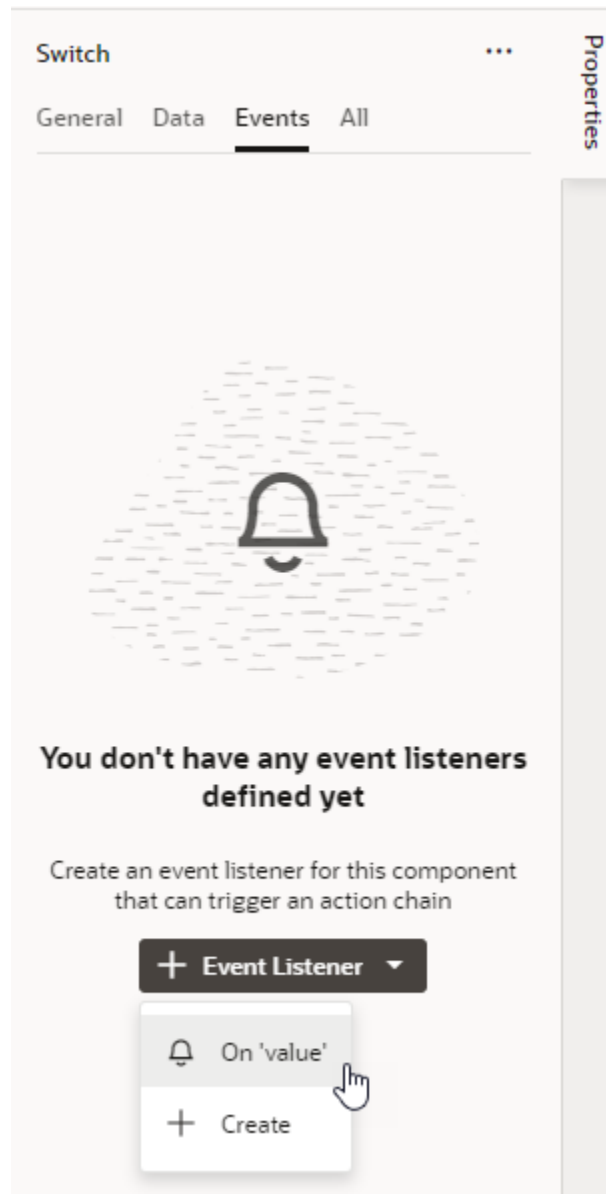 Switch
...
Properties
General Data Events All
You don't have any event listeners
defined yet
Create an event listener for this component
that can trigger an action chain
+ Event Listener
On 'value'
+ Create